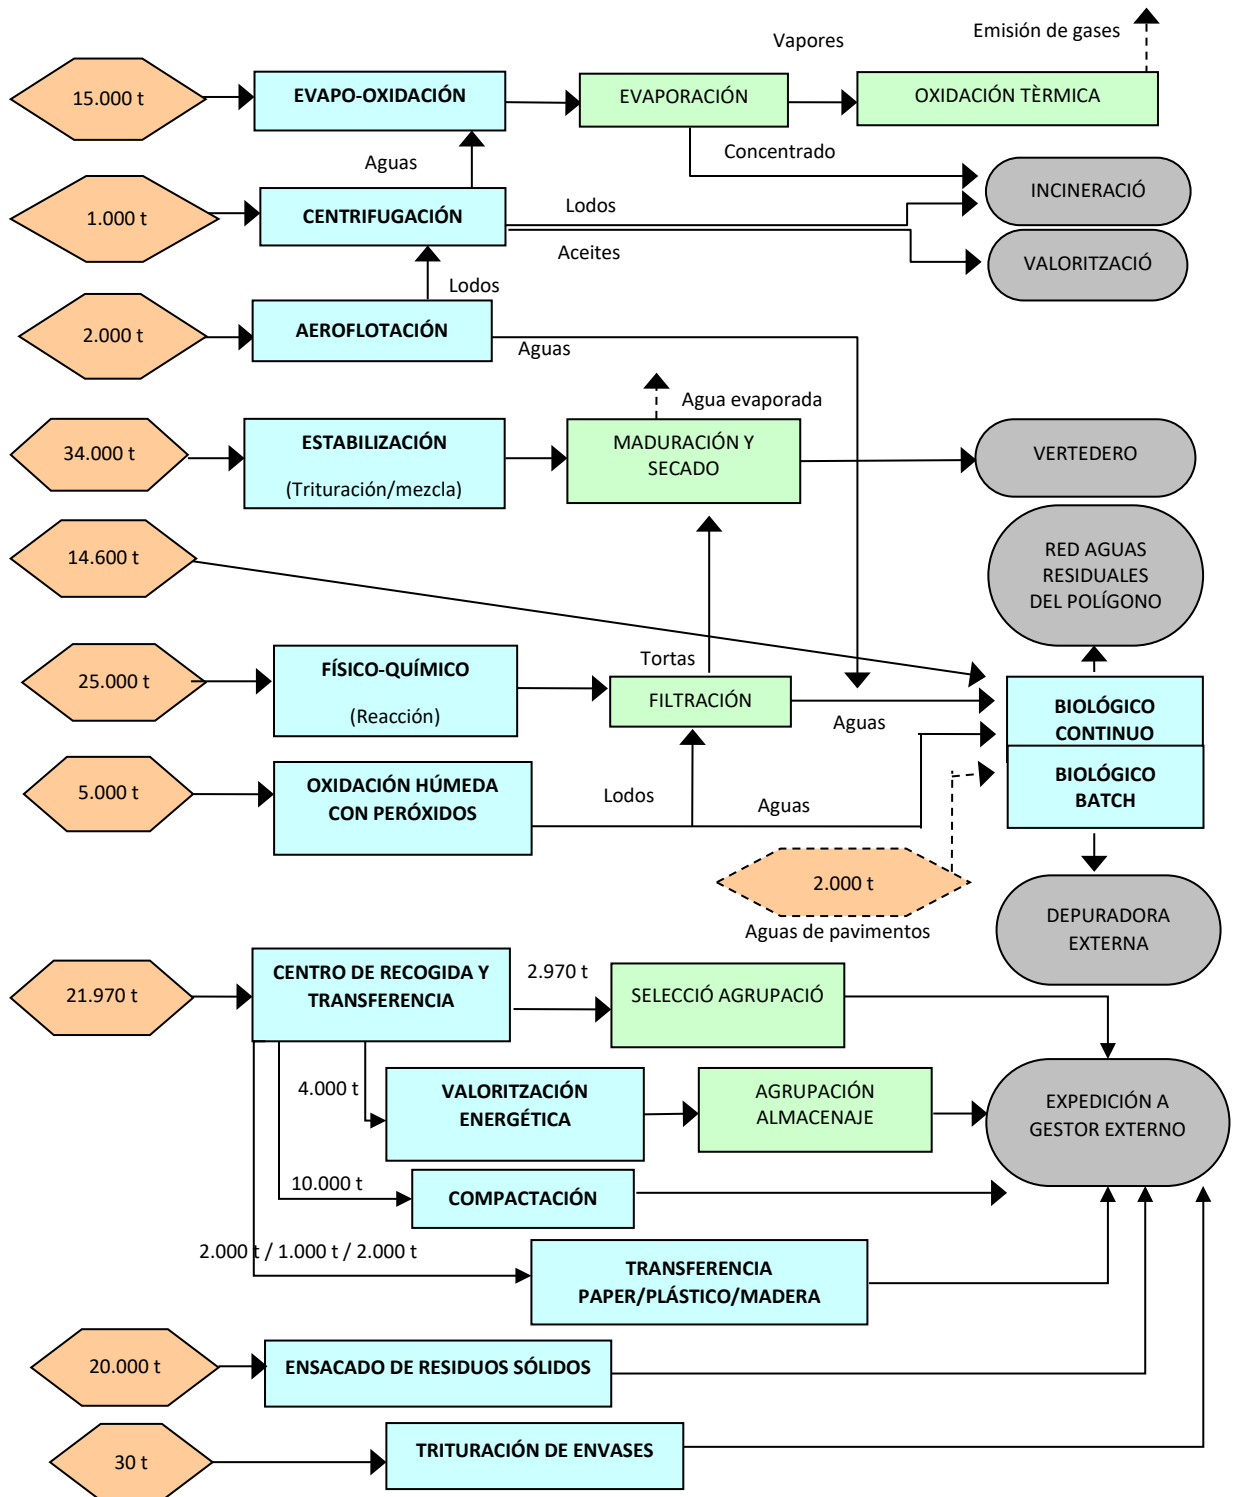 Emisión de gases
Vapores
15.000 t
EVAPO-OXIDACIÓN
EVAPORACIÓN
OXIDACIÓN TÈRMICA
Aguas
Concentrado
1.000 t
CENTRIFUGACIÓN
Lodos
INCINERACIÓ
Aceites
VALORITZACIÓ
Lodos
2.000 t
AEROFLOTACIÓN
Aguas
Agua evaporada
34.000 t
ESTABILIZACIÓN
(Trituración/mezcla)
MADURACIÓN Y
SECADO
VERTEDERO
14.600 t
RED AGUAS
RESIDUALES
DEL POLÍGONO
25.000 t
FÍSICO-QUÍMICO
(Reacción)
Tortas
FILTRACIÓN
Aguas
BIOLÓGICO
CONTINUO
5.000 t
OXIDACIÓN HÚMEDA
CON PERÓXIDOS
Lodos
Aguas
BIOLÓGICO
BATCH
2.000 t
Aguas de pavimentos
DEPURADORA
EXTERNA
21.970 t
CENTRO DE RECOGIDA Y
TRANSFERENCIA
2.970 t
SELECCIÓ AGRUPACIÓ
4.000 t
VALORITZACIÓN
ENERGÉTICA
AGRUPACIÓN
ALMACENAJE
EXPEDICIÓN A
GESTOR EXTERNO
10.000 t
COMPACTACIÓN
2.000 t / 1.000 t / 2.000 t
TRANSFERENCIA
PAPER/PLÁSTICO/MADERA
20.000 t
ENSACADO DE RESIDUOS SÓLIDOS
30 t
TRITURACIÓN DE ENVASES